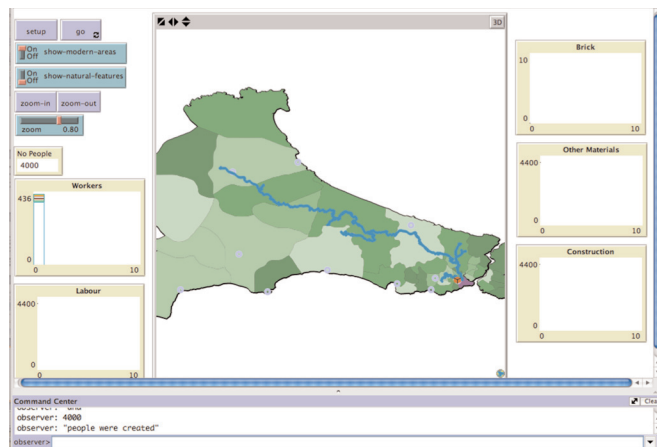 setup
go
On
Off
show-modern-areas
On
Off
show-natural-features
zoom-in
zoom-out
zoom
0.80
No People
4000
Workers
436
0
0
10
Labour
4400
0
0
10
3D
Brick
10
0
0
10
Other Materials
4400
0
0
10
Construction
4400
0
0
10
Command Center
Clea
observer: 4000
observer: "people were created"
observer>